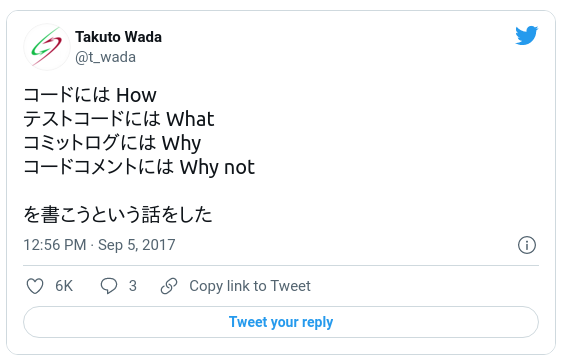 Takuto Wada
@t_wada
コードには How
テストコードには What
コミットログには Why
コードコメントには Why not
を書こうという話をした
12:56 PM · Sep 5, 2017
6K 3 Copy link to Tweet
Tweet your reply